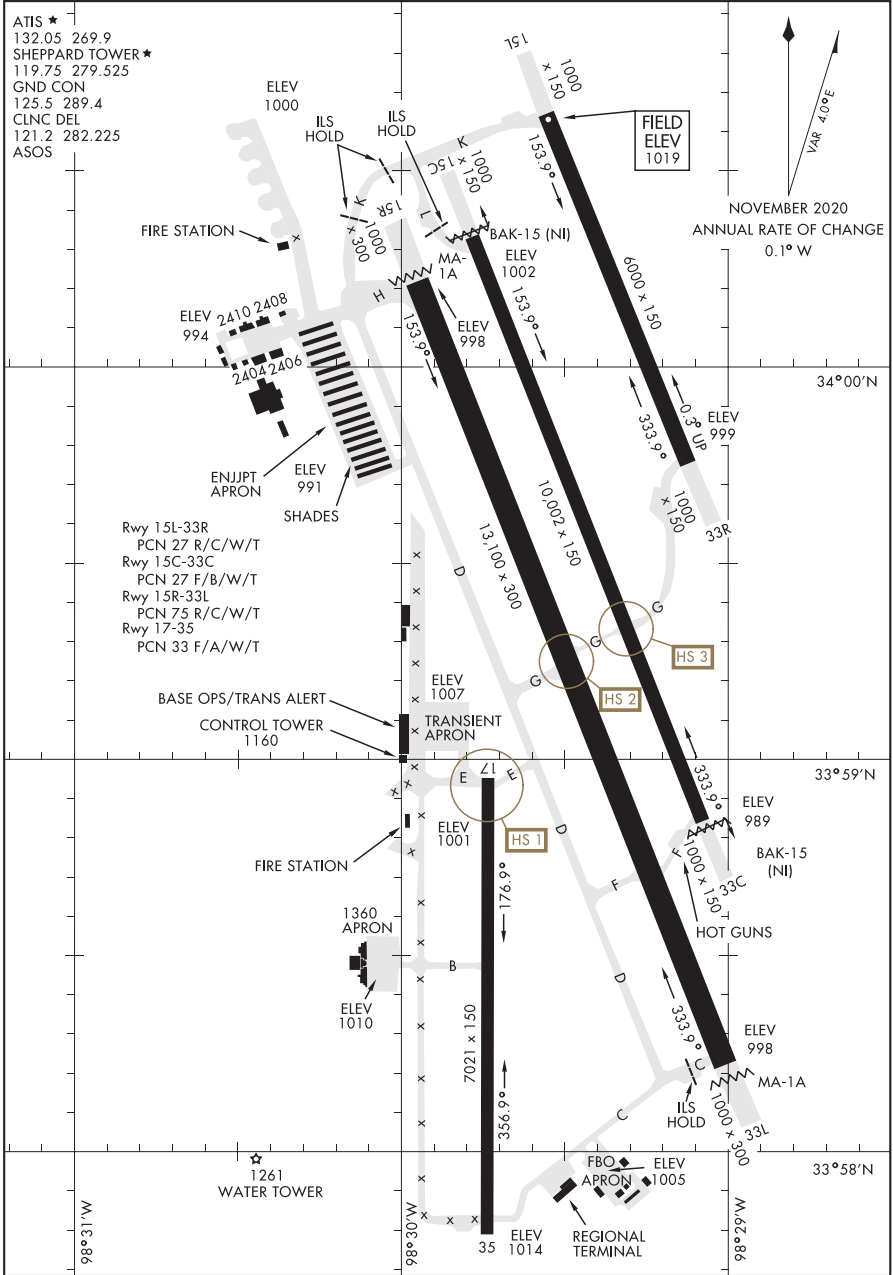 ATIS ★
132.05 269.9
SHEPPARD TOWER ★
119.75 279.525
GND CON
125.5 289.4
CLNC DEL
121.2 282.225
ASOS
15L
1000
x 150
ELEV
1000
ILS
HOLD
ILS
HOLD
FIELD
ELEV
1019
VAR 4.0°E
NOVEMBER 2020
ANNUAL RATE OF CHANGE
0.1° W
K
15C
1000
x 150
153.9°
K
15R
1000
x 300
L
FIRE STATION
x
BAK-15 (NI)
MA-
1A
ELEV
1002
H
ELEV
998
153.9°
153.9°
6000 x 150
ELEV
994
2410
2408
2404
2406
34°00'N
ENJJPT
APRON
ELEV
991
SHADES
333.9°
0.3° UP
ELEV
999
1000
x 150
33R
10,002 x 150
13,100 x 300
Rwy 15L-33R
PCN 27 R/C/W/T
Rwy 15C-33C
PCN 27 F/B/W/T
Rwy 15R-33L
PCN 75 R/C/W/T
Rwy 17-35
PCN 33 F/A/W/T
x
D
x
x
x
x
x
G
G
G
HS 3
HS 2
ELEV
1007
BASE OPS/TRANS ALERT
TRANSIENT
APRON
CONTROL TOWER
1160
x
x
x
E
17
E
33°59'N
ELEV
1001
HS 1
D
333.9°
ELEV
989
BAK-15
(NI)
F
1000 x 150
33C
FIRE STATION
x
x
176.9°
F
HOT GUNS
1360
APRON
x
x
B
x
D
ELEV
1010
x
7021 x 150
333.9°
ELEV
998
C
MA-1A
ILS
HOLD
1000 x 300
33L
356.9°
x
x
C
1261
WATER TOWER
FBO
APRON
ELEV
1005
33°58'N
x
x
x
x
98°31'W
98°30'W
35
ELEV
1014
REGIONAL
TERMINAL
98°29'W